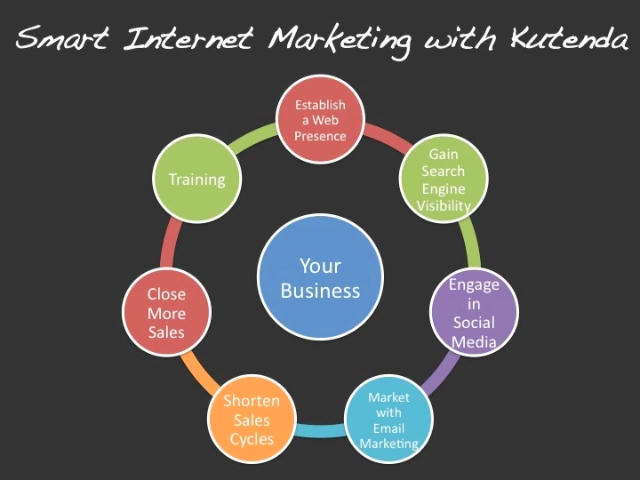 Smart Internet Marketing with Kutenda
Establish
a Web
Presence
Gain
Search
Engine
Visibility
Engage
in
Social
Media
Market
with
Email
Marketing
Shorten
Sales
Cycles
Close
More
Sales
Training
Your
Business